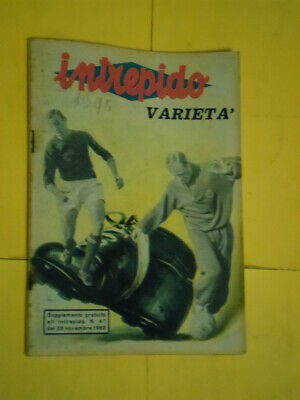 intrepido
VARIETA'
Supplemento gratuito
all'Intrepido N. 47
del 20 novembre 1962